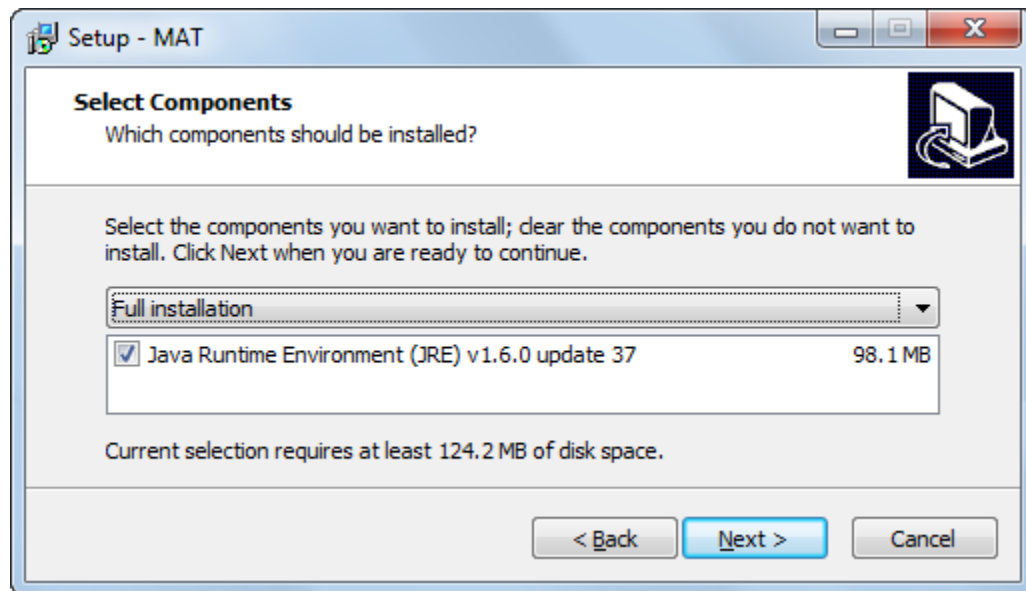 Setup - MAT
Select Components
Which components should be installed?
Select the components you want to install; clear the components you do not want to
install. Click Next when you are ready to continue.
Full installation
Java Runtime Environment (JRE) v1.6.0 update 37 98.1 MB
Current selection requires at least 124.2 MB of disk space.
< Back Next > Cancel